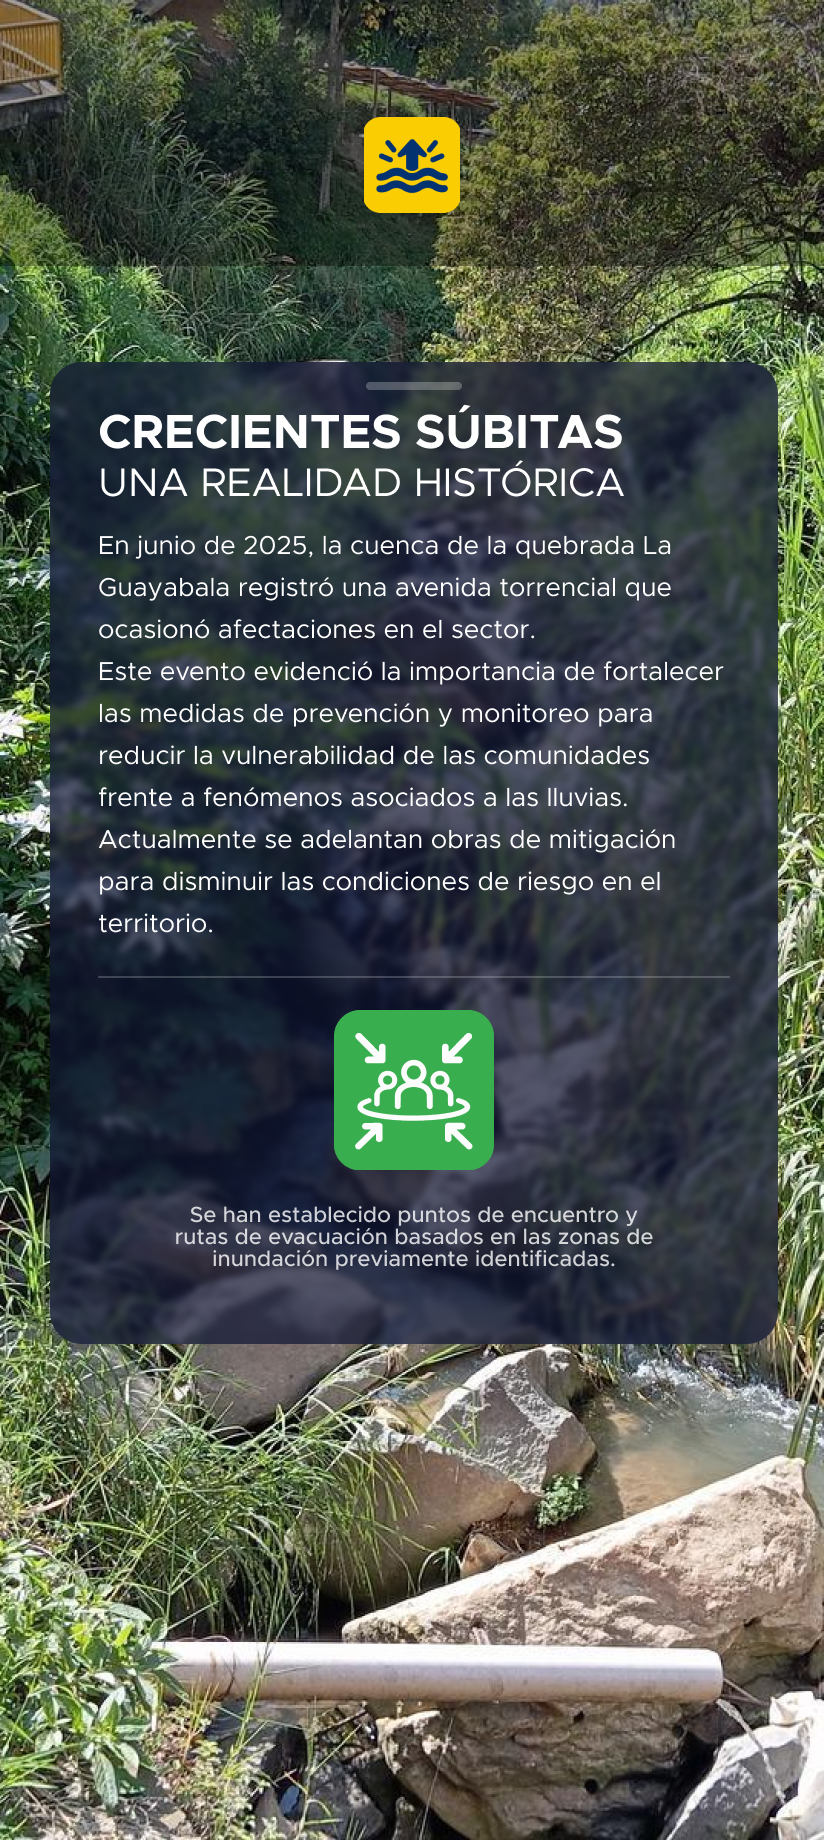 CRECIENTES SÚBITAS
UNA REALIDAD HISTÓRICA
En junio de 2025, la cuenca de la quebrada La
Guayabala registró una avenida torrencial que
ocasionó afectaciones en el sector.
Este evento evidenció la importancia de fortalecer
las medidas de prevención y monitoreo para
reducir la vulnerabilidad de las comunidades
frente a fenómenos asociados a las lluvias.
Actualmente se adelantan obras de mitigación
para disminuir las condiciones de riesgo en el
territorio.
Se han establecido puntos de encuentro y
rutas de evacuación basados en las zonas de
inundación previamente identificadas.